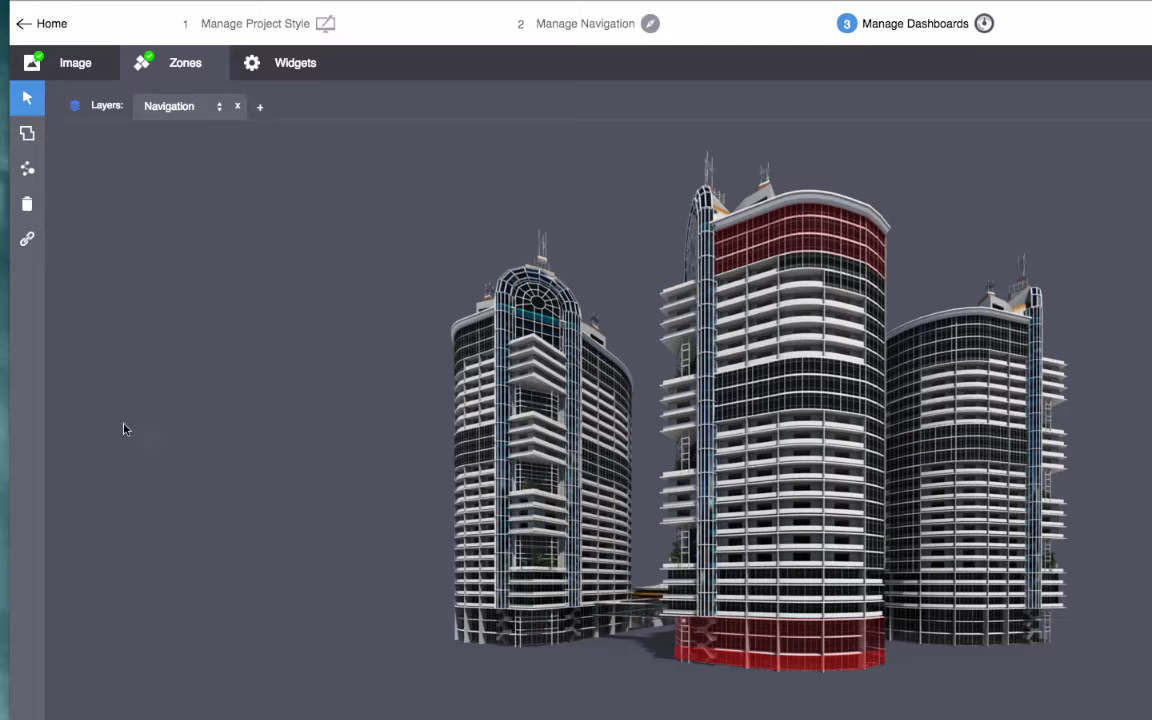 Home
1 Manage Project Style
2 Manage Navigation
3 Manage Dashboards
Image
Zones
Widgets
Layers: Navigation x +